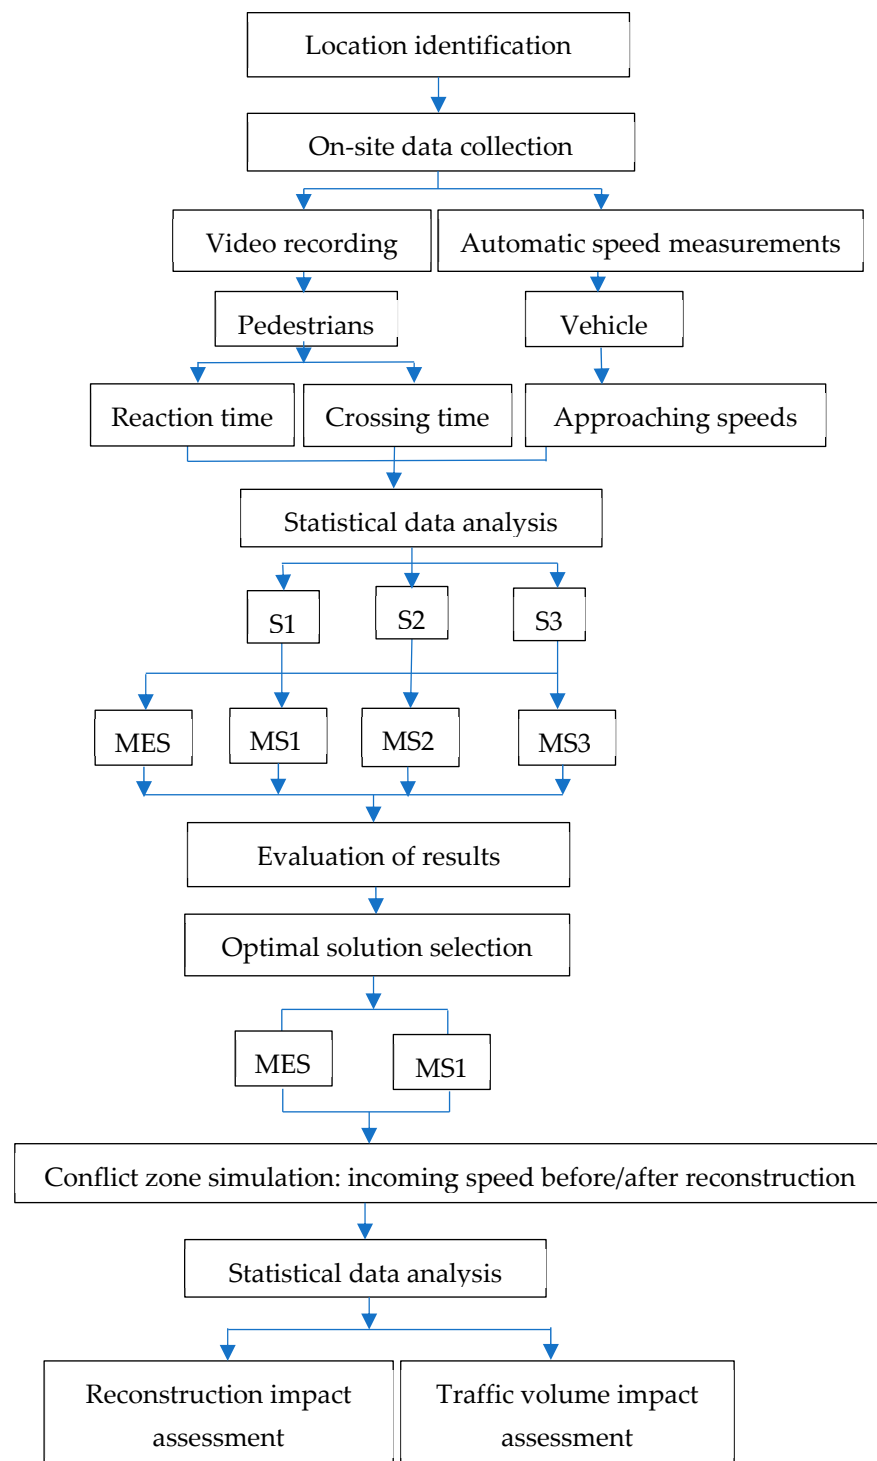 Location identification
On-site data collection
Video recording
Automatic speed measurements
Pedestrians
Vehicle
Reaction time
Crossing time
Approaching speeds
Statistical data analysis
S1
S2
S3
MES
MS1
MS2
MS3
Evaluation of results
Optimal solution selection
MES
MS1
Conflict zone simulation: incoming speed before/after reconstruction
Statistical data analysis
Reconstruction impact
assessment
Traffic volume impact
assessment